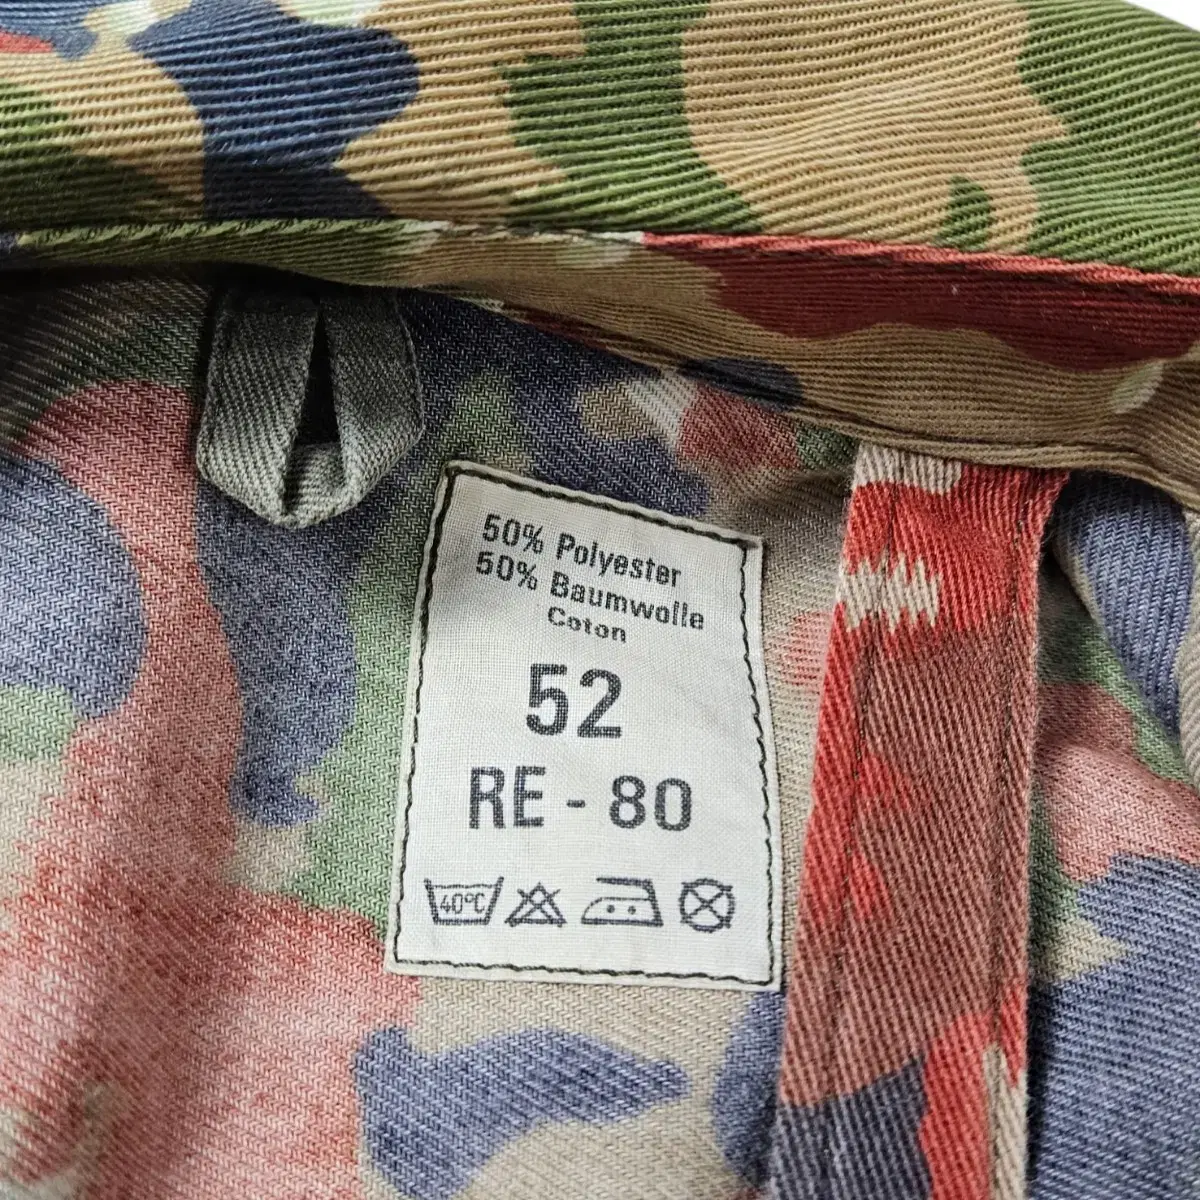 50% Polyester
50% Baumwolle
Coton
52
RE - 80
40°C